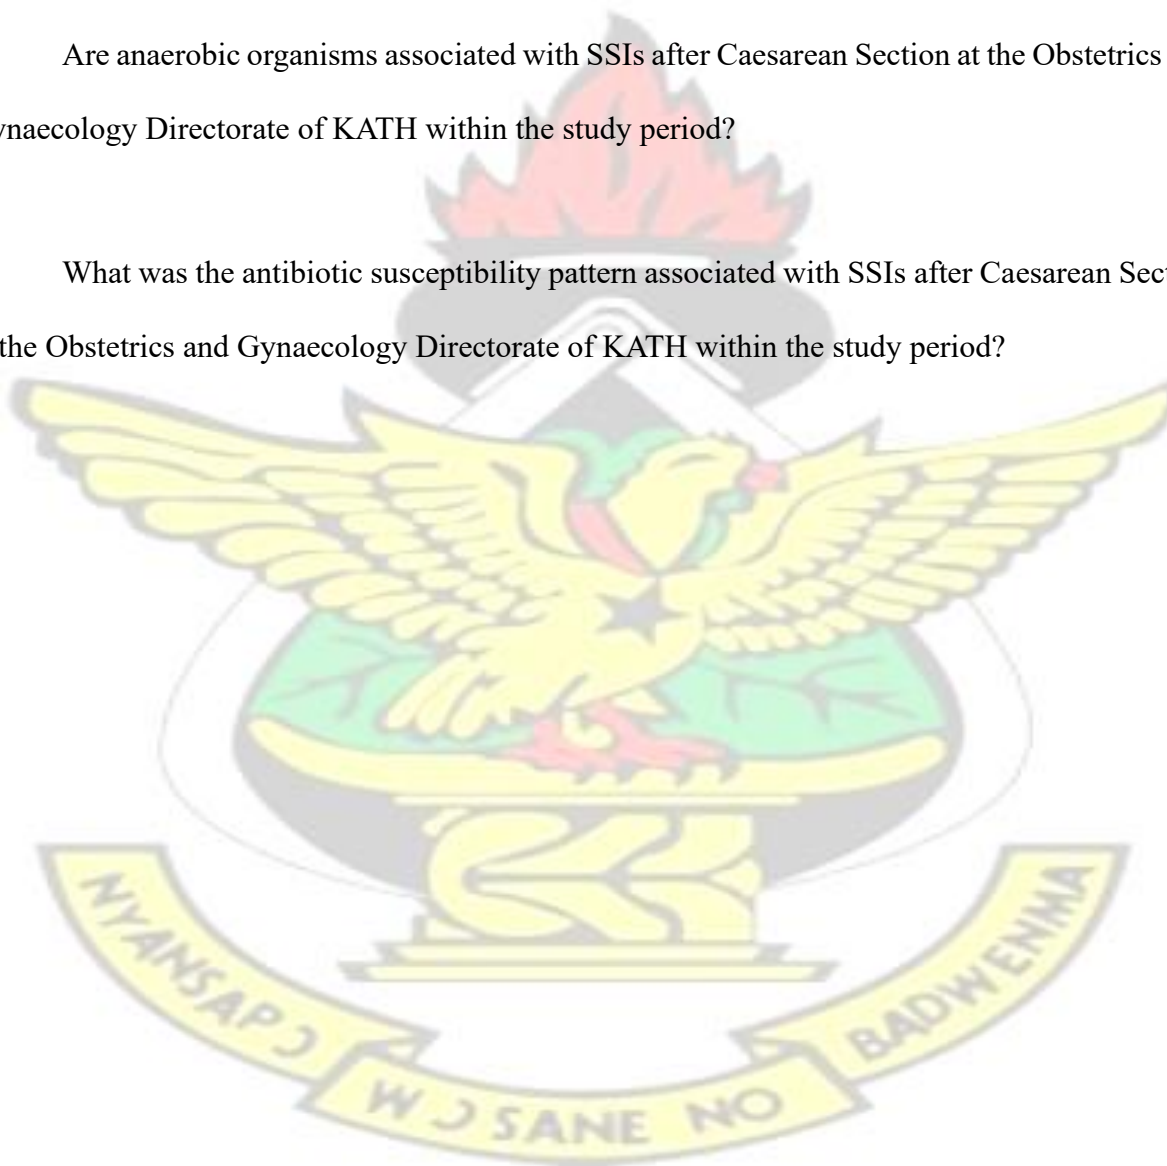 Are anaerobic organisms associated with SSIs after Caesarean Section at the Obstetrics
ynaecology Directorate of KATH within the study period?
What was the antibiotic susceptibility pattern associated with SSIs after Caesarean Sect
the Obstetrics and Gynaecology Directorate of KATH within the study period?
NYANSAPƆ
WƆSANE NO
BADWENMA